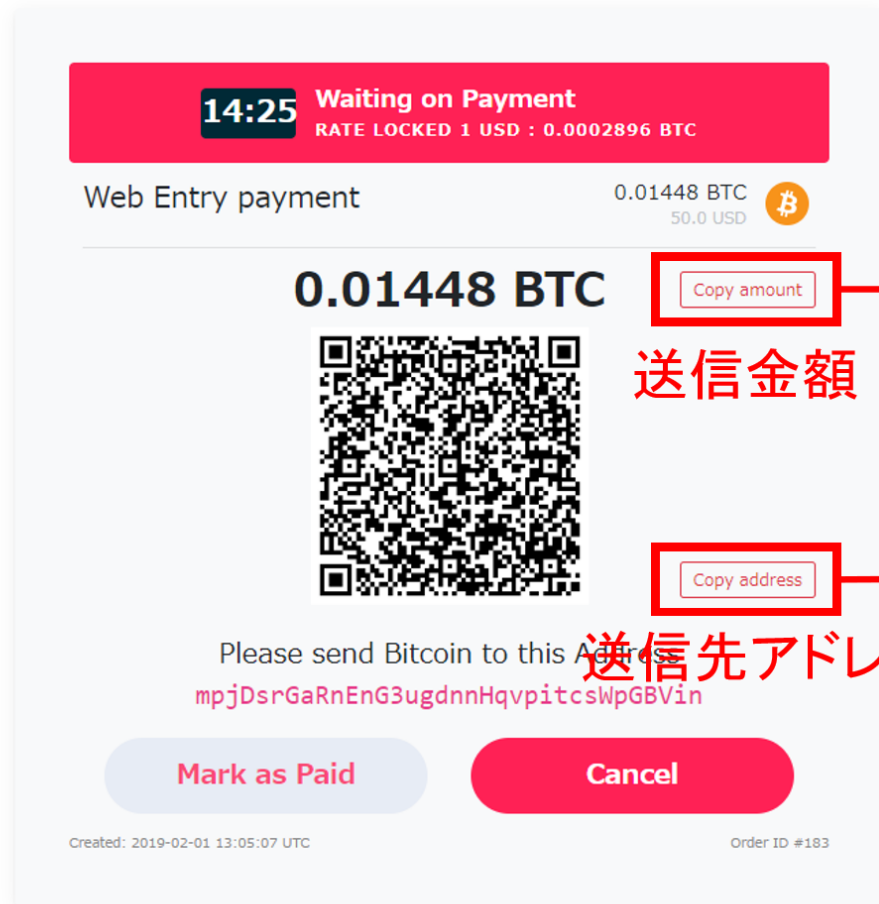 14:25
Waiting on Payment
RATE LOCKED 1 USD : 0.0002896 BTC
Web Entry payment
0.01448 BTC
50.0 USD
0.01448 BTC
Copy amount
送信金額
Copy address
送信先アドレ
Please send Bitcoin to this Address
mpjDsrGaRnEnG3ugdnnHqvpitcsWpGBVin
Mark as Paid
Cancel
Created: 2019-02-01 13:05:07 UTC
Order ID #183